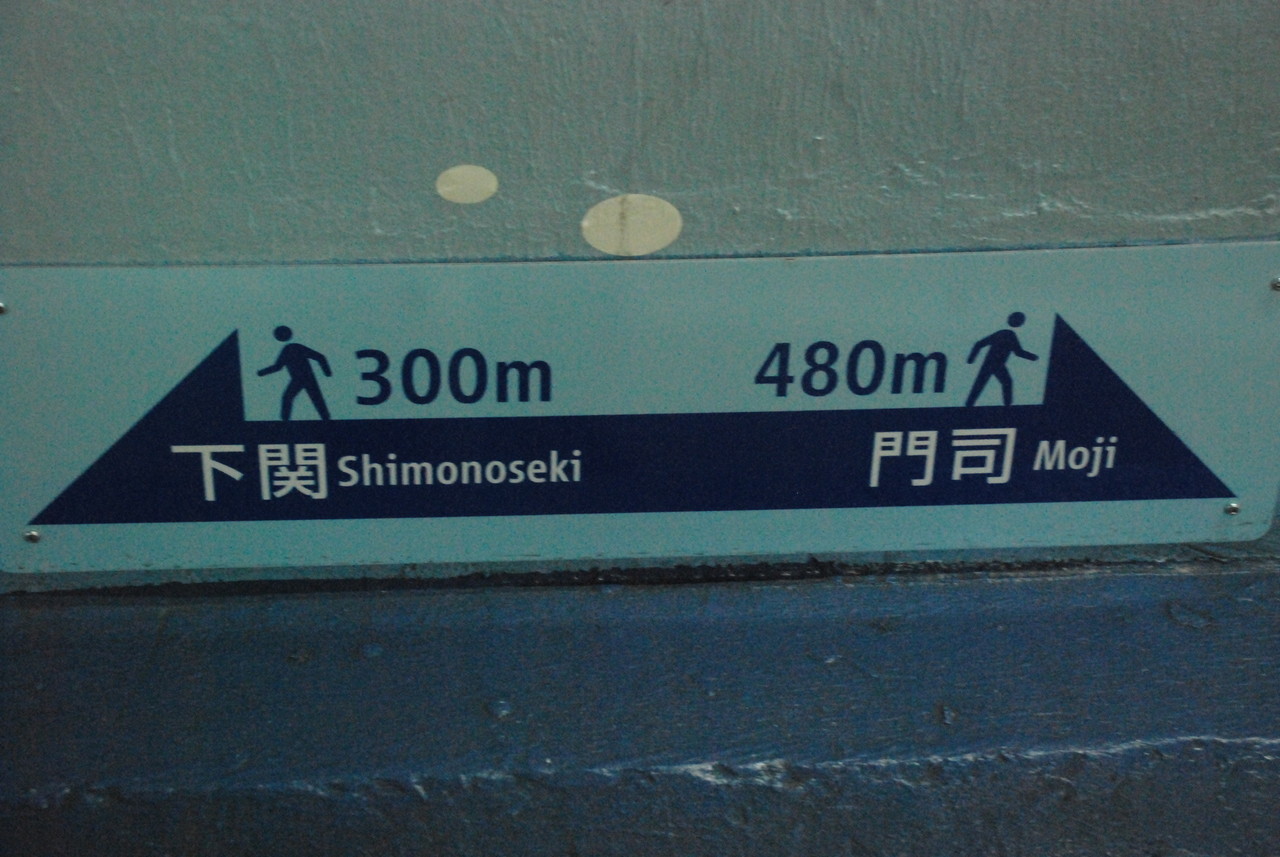 300m 480m
下関 Shimonoseki 門司 Moji